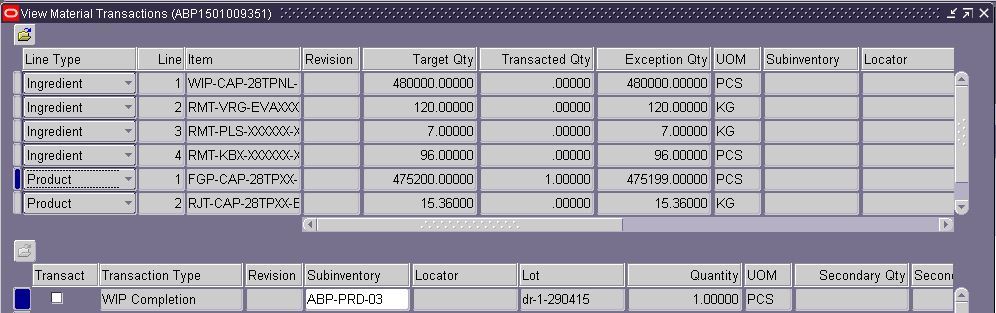 View Material Transactions (ABP1501009351)
Line Type Line Item Revision Target Qty Transacted Qty Exception Qty UOM Subinventory Locator
Ingredient 1 WIP-CAP-28TPNL- 480000.00000 .00000 480000.00000 PCS
Ingredient 2 RMT-VRG-EVAXXX 120.00000 .00000 120.00000 KG
Ingredient 3 RMT-PLS-XXXXXX-X 7.00000 .00000 7.00000 KG
Ingredient 4 RMT-KBX-XXXXXX-X 96.00000 .00000 96.00000 PCS
Product 1 FGP-CAP-28TPXX- 475200.00000 1.00000 475199.00000 PCS
Product 2 RJT-CAP-28TPXX-E 15.36000 .00000 15.36000 KG
Transact Transaction Type Revision Subinventory Locator Lot Quantity UOM Secondary Qty Secon
WIP Completion ABP-PRD-03 dr-1-290415 1.00000 PCS